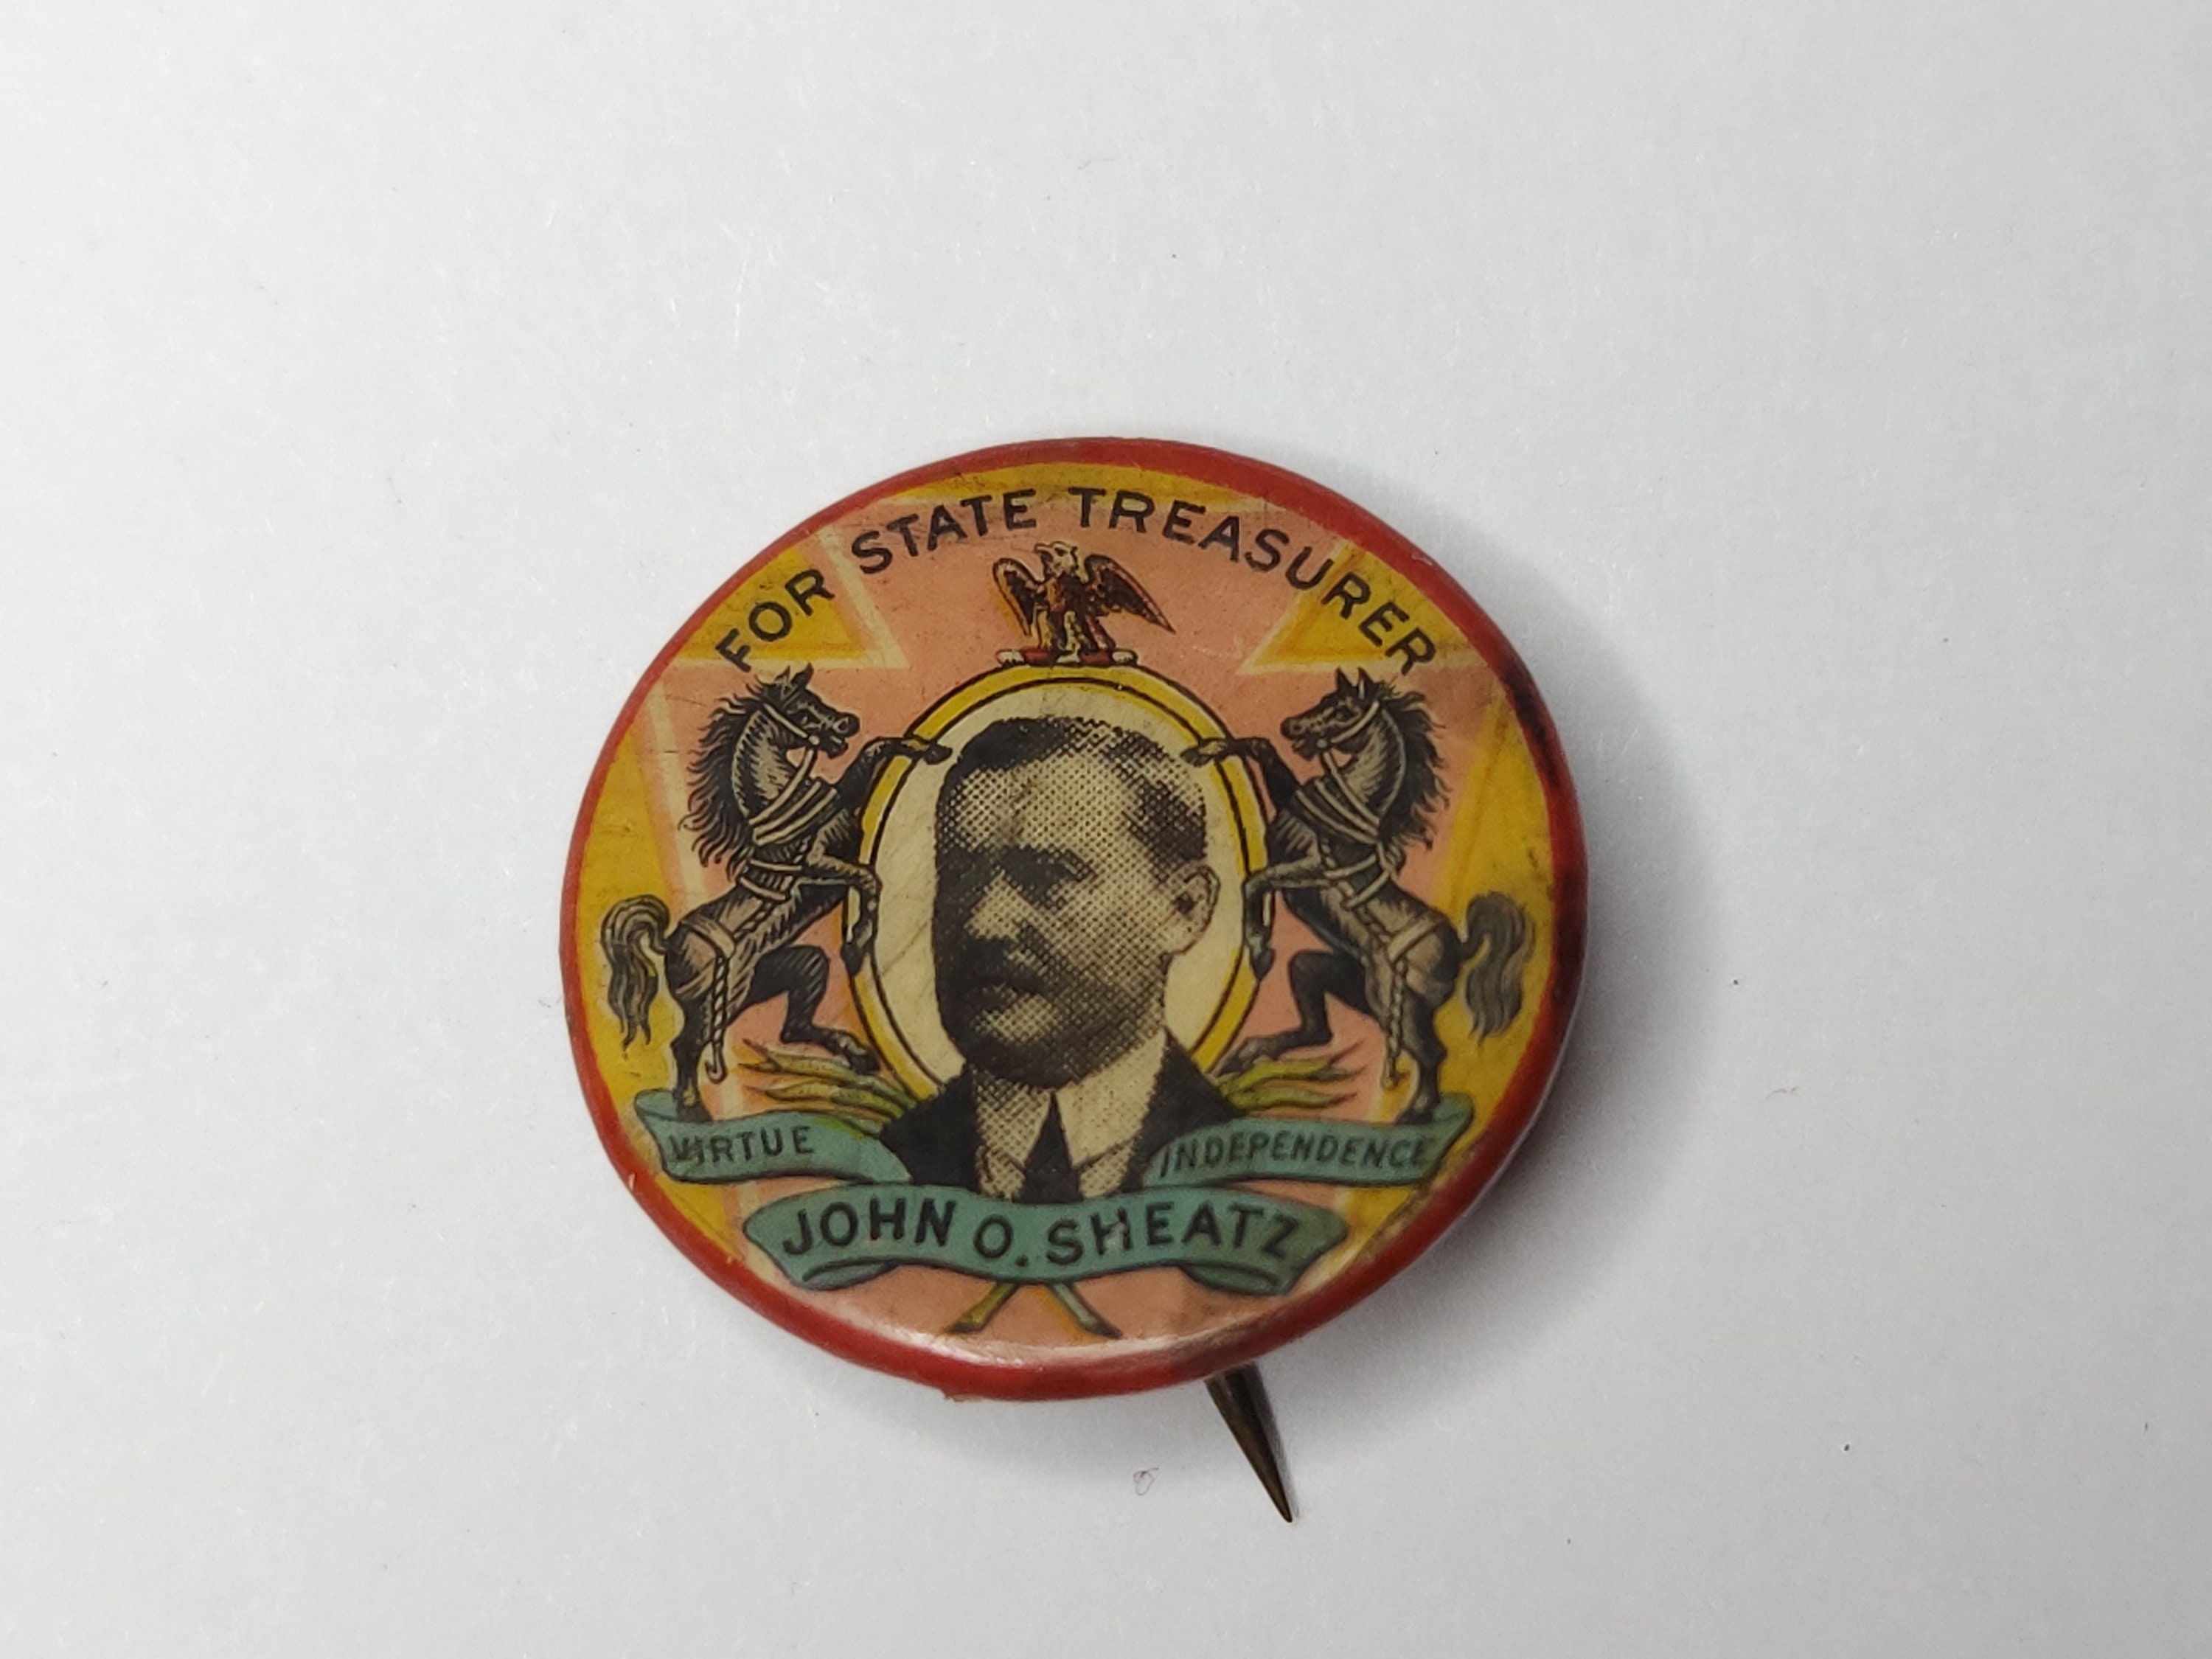 FOR STATE TREASURER
VIRTUE
INDEPENDENCE
JOHN O. SHEATZ